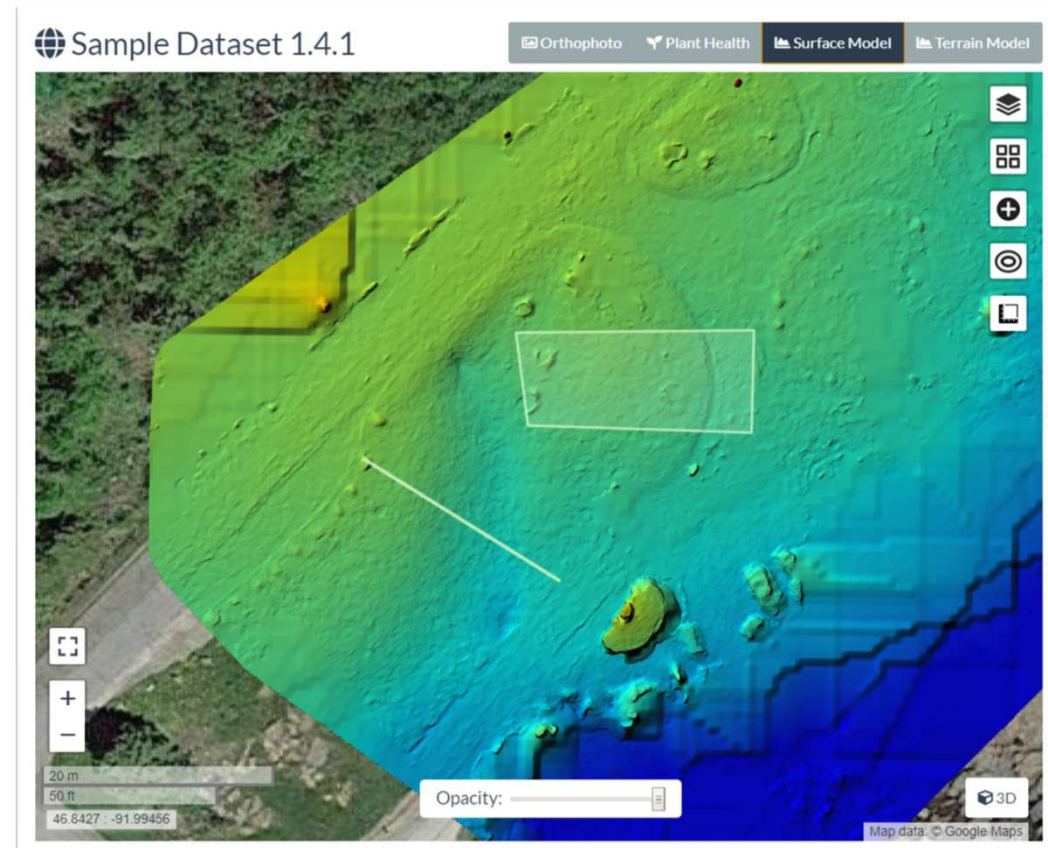 Sample Dataset 1.4.1
Orthophoto Plant Health Surface Model Terrain Model
20 m
50 ft
46.8427 : -91.99456
Opacity:
3D
Map data: © Google Maps